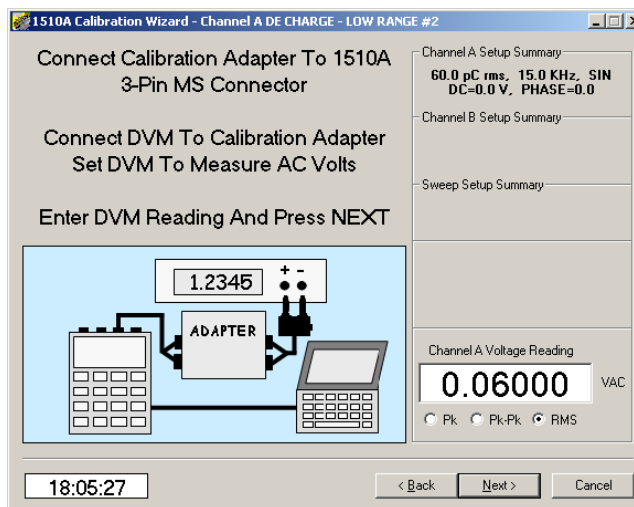 1510A Calibration Wizard - Channel A DE CHARGE - LOW RANGE #2
Connect Calibration Adapter To 1510A
3-Pin MS Connector
Connect DVM To Calibration Adapter
Set DVM To Measure AC Volts
Enter DVM Reading And Press NEXT
1.2345
+ -
ADAPTER
Channel A Setup Summary
60.0 pC rms, 15.0 KHz, SIN
DC=0.0 V, PHASE=0.0
Channel B Setup Summary
Sweep Setup Summary
Channel A Voltage Reading
0.06000 VAC
Pk Pk-Pk RMS
18:05:27
< Back Next > Cancel